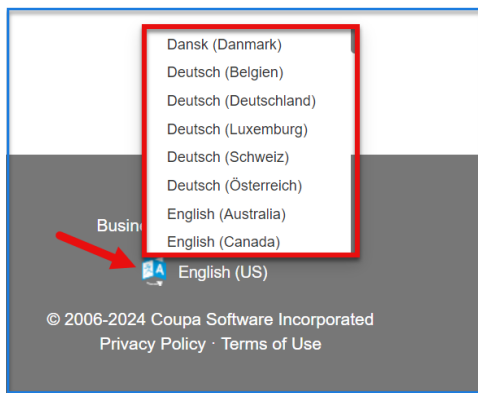 Dansk (Danmark)
Deutsch (Belgien)
Deutsch (Deutschland)
Deutsch (Luxemburg)
Deutsch (Schweiz)
Deutsch (Österreich)
English (Australia)
English (Canada)
English (US)
© 2006-2024 Coupa Software Incorporated
Privacy Policy · Terms of Use